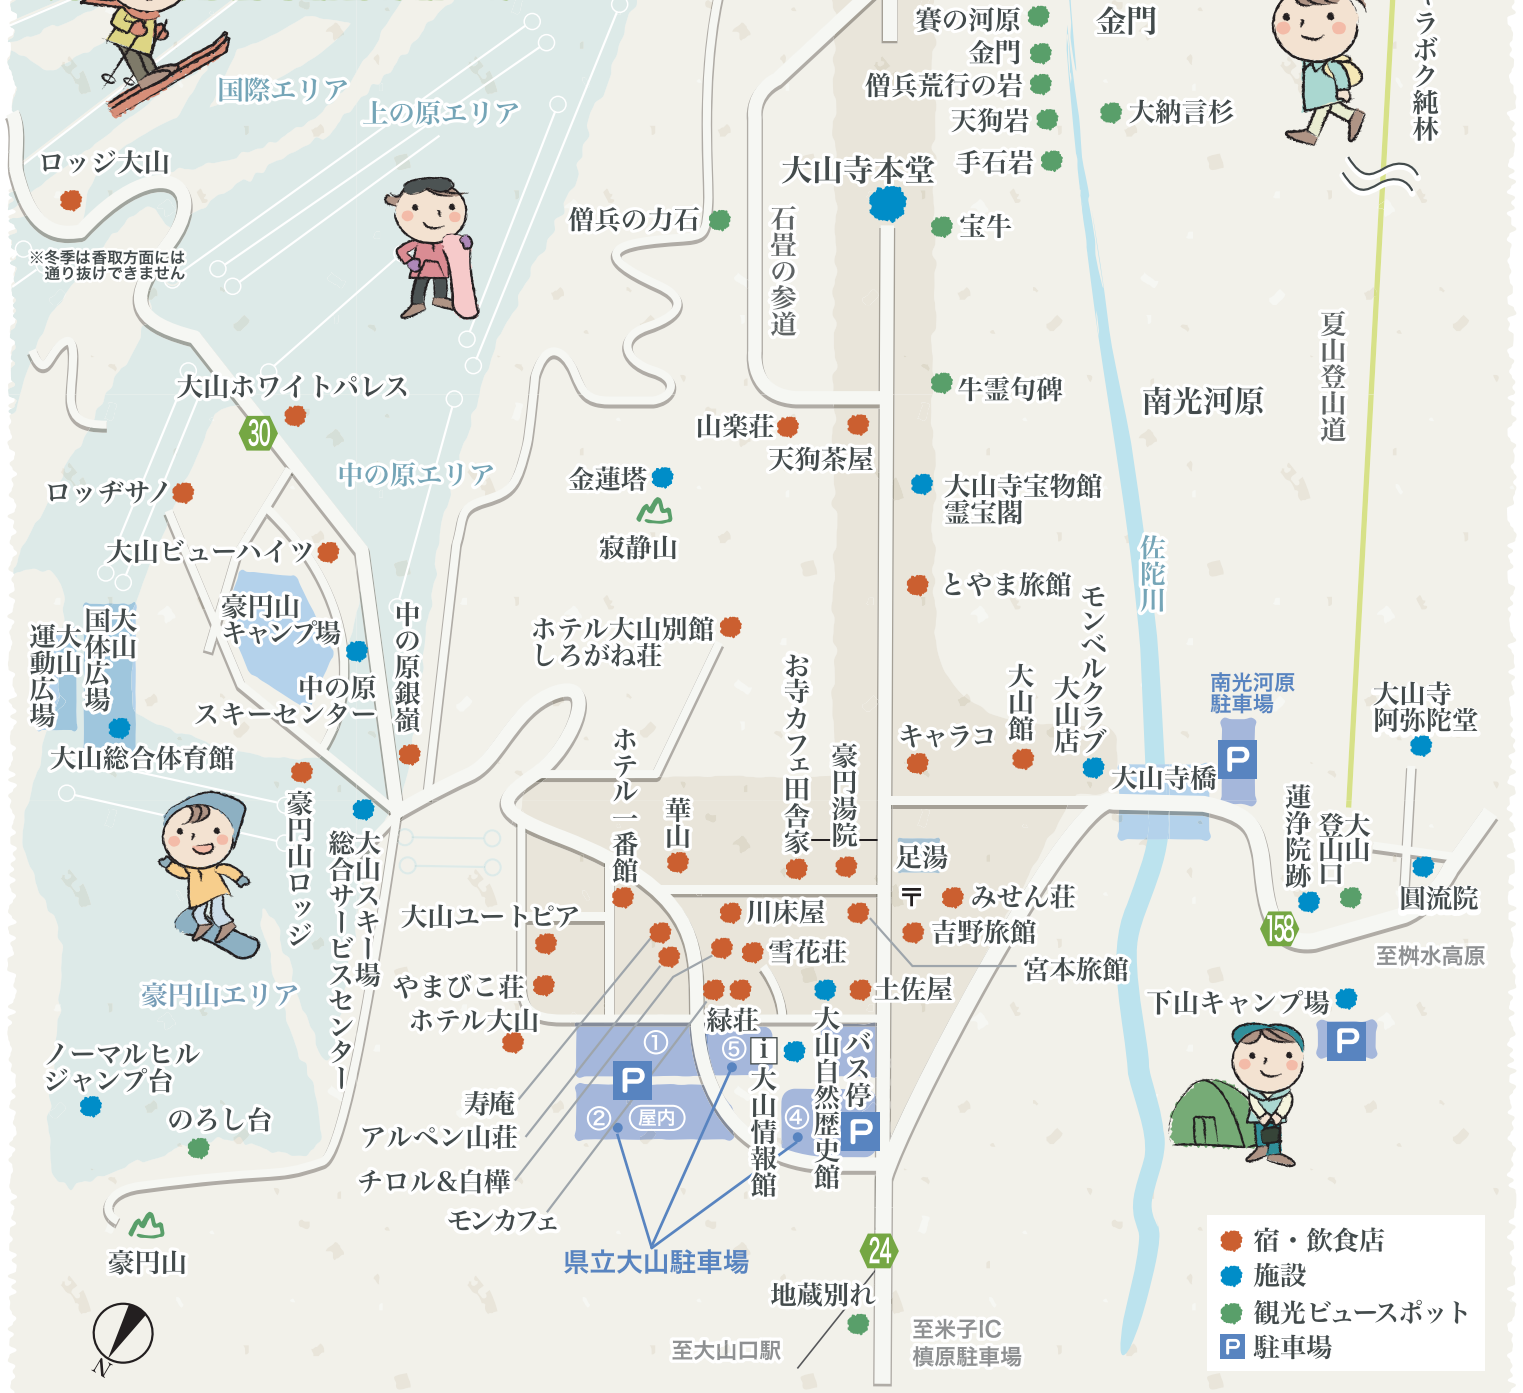 賽の河原
金門
金門
僧兵荒行の岩
天狗岩
大納言杉
手石岩
大山寺本堂
宝牛
僧兵の力石
石畳の参道
ラボク純林
国際エリア
上の原エリア
ロッジ大山
※冬季は香取方面には
通り抜けできません
大山ホワイトパレス
30
中の原エリア
ロッヂサノ
大山ビューハイツ
豪円山
キャンプ場
中の原
スキーセンター
中の原銀嶺
大山
国体広場
大山
運動広場
大山総合体育館
豪円山ロッジ
大山スキー場
総合サービスセンター
豪円山エリア
ノーマルヒル
ジャンプ台
のろし台
豪円山
N
山楽荘
天狗茶屋
金蓮塔
寂静山
牛霊句碑
南光河原
夏山登山道
大山寺宝物館
霊宝閣
とやま旅館
佐陀川
ホテル大山別館
しろがね荘
お寺カフェ田舎家
豪円湯院
ホテル一番館
華山
キャラコ
大山館
モンベルクラブ
大山店
大山寺橋
南光河原
駐車場
P
大山寺
阿弥陀堂
蓮浄院跡
大山
登山口
圓流院
158
至桝水高原
足湯
〒
みせん荘
吉野旅館
宮本旅館
川床屋
雪花荘
土佐屋
緑荘
大山ユートピア
やまびこ荘
ホテル大山
寿庵
アルペン山荘
チロル&白樺
モンカフェ
①
P
②
屋内
⑤
④
i
大山情報館
大山自然歴史館
バス停
P
県立大山駐車場
下山キャンプ場
P
24
地蔵別れ
至大山口駅
至米子IC
槙原駐車場
宿・飲食店
施設
観光ビュースポット
P
駐車場